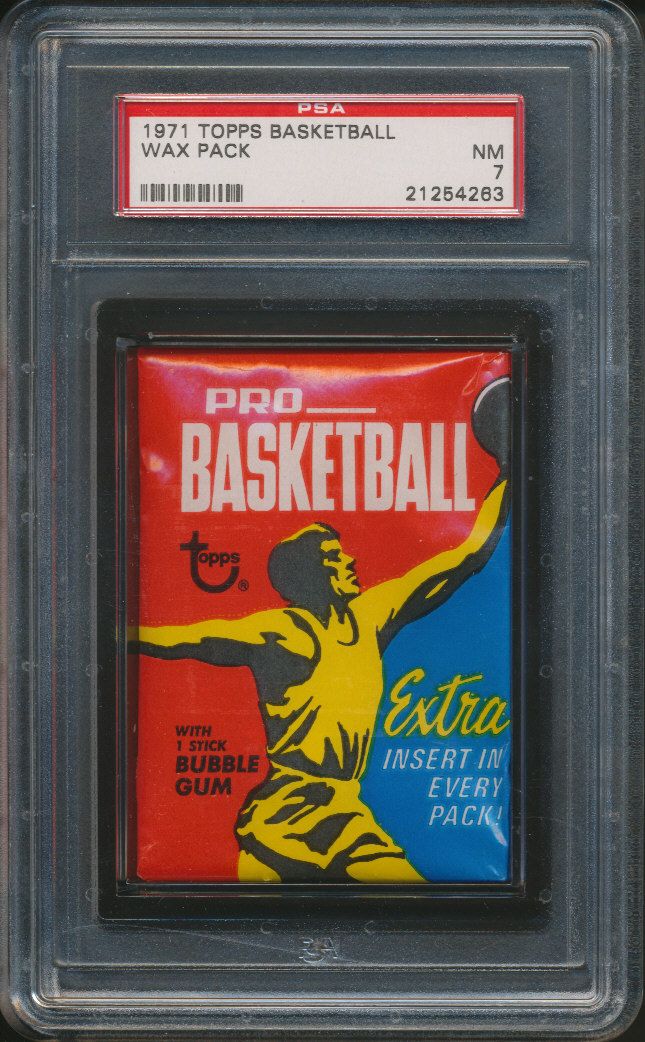 PSA
1971 TOPPS BASKETBALL
WAX PACK
NM
7
21254263
PRO
BASKETBALL
topps
®
WITH
1 STICK
BUBBLE
GUM
Extra
INSERT IN
EVERY
PACK!
PSA